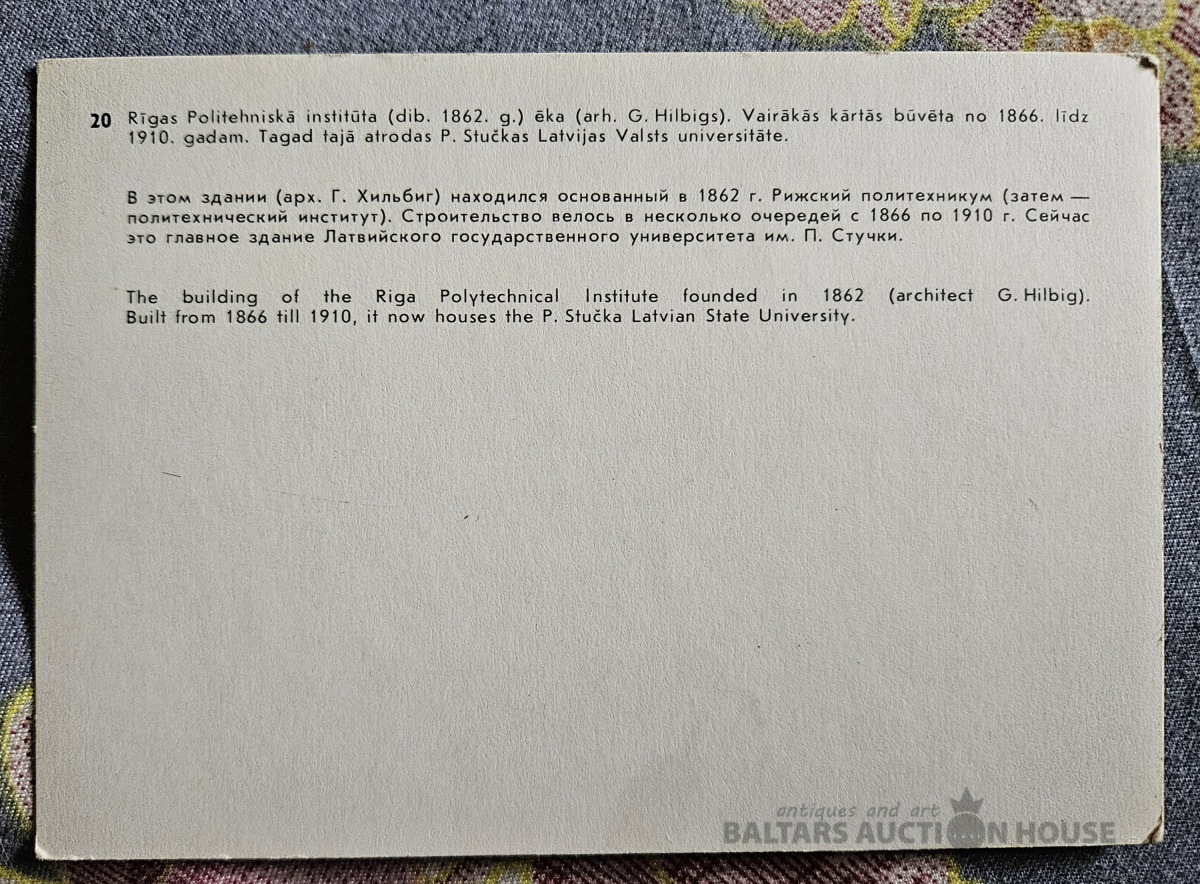 20 Rīgas Politehniskā institūta (dib. 1862. g.) ēka (arh. G. Hilbigs). Vairākās kārtās būvēta no 1866. līdz
1910. gadam. Tagad tajā atrodas P. Stučkas Latvijas Valsts universitāte.
В этом здании (арх. Г. Хильбиг) находился основанный в 1862 г. Рижский политехникум (затем —
политехнический институт). Строительство велось в несколько очередей с 1866 по 1910 г. Сейчас
это главное здание Латвийского государственного университета им. П. Стучки.
The building of the Riga Polytechnical Institute founded in 1862 (architect G. Hilbig).
Built from 1866 till 1910, it now houses the P. Stučka Latvian State University.
antiques and art
BALTARS AUCTION HOUSE